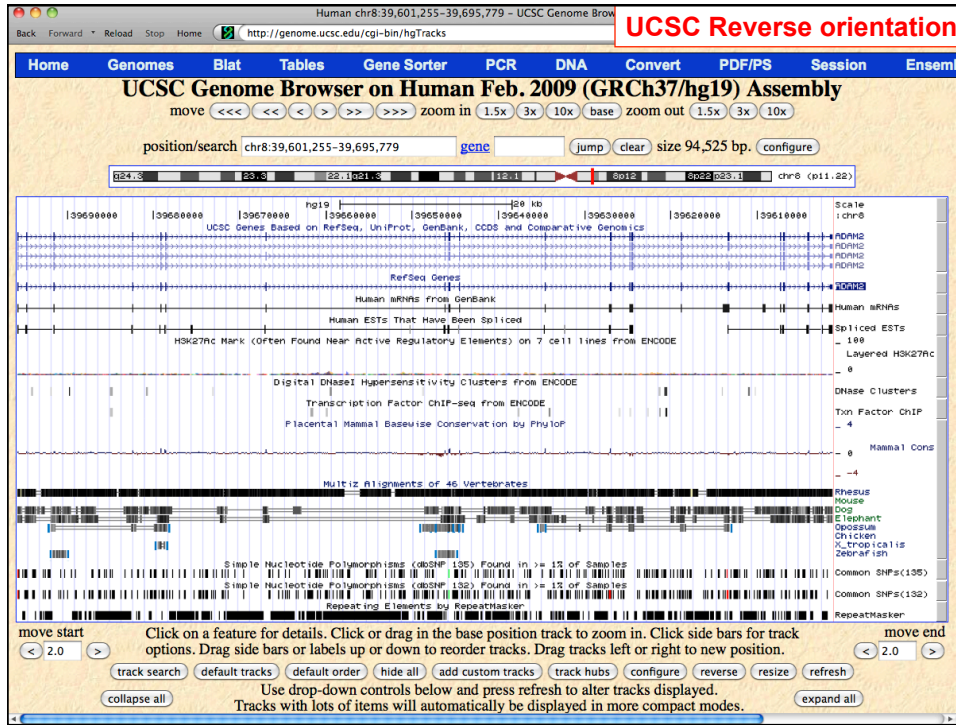 Human chr8:39,601,255-39,695,779 - UCSC Genome Brow
UCSC Reverse orientation
Back Forward Reload Stop Home http://genome.ucsc.edu/cgi-bin/hgTracks
Home Genomes Blat Tables Gene Sorter PCR DNA Convert PDF/PS Session Ensem
UCSC Genome Browser on Human Feb. 2009 (GRCh37/hg19) Assembly
move <<< << < > >> >>> zoom in 1.5x 3x 10x base zoom out 1.5x 3x 10x
position/search chr8:39,601,255-39,695,779 gene jump clear size 94,525 bp. configure
q24.3 23.3 22.1 q21.3 12.1 8p12 8p22 p23.1 chr8 (p11.22)
hg19 20 kb Scale
39690000 39680000 39670000 39660000 39650000 39640000 39630000 39620000 39610000 :chr8
UCSC Genes Based on RefSeq, UniProt, GenBank, CCDS and Comparative Genomics
ADAM2
ADAM2
ADAM2
ADAM2
RefSeq Genes
ADAM2
Human mRNAs from GenBank
Human mRNAs
Human ESTs That Have Been Spliced
Spliced ESTs
H3K27Ac Mark (Often Found Near Active Regulatory Elements) on 7 cell lines from ENCODE
_ 100
Layered H3K27Ac
_ 0
Digital DNaseI Hypersensitivity Clusters from ENCODE
DNase Clusters
Transcription Factor ChIP-seq from ENCODE
Txn Factor ChIP
Placental Mammal Basewise Conservation by PhyloP
_ 4
_ 0 Mammal Cons
_ -4
Multiz Alignments of 46 Vertebrates
Rhesus
Mouse
Dog
Elephant
Opossum
Chicken
X_tropicalis
Zebrafish
Simple Nucleotide Polymorphisms (dbSNP 135) Found in >= 1% of Samples
Common SNPs(135)
Simple Nucleotide Polymorphisms (dbSNP 132) Found in >= 1% of Samples
Common SNPs(132)
Repeating Elements by RepeatMasker
RepeatMasker
move start Click on a feature for details. Click or drag in the base position track to zoom in. Click side bars for track move end
< 2.0 > options. Drag side bars or labels up or down to reorder tracks. Drag tracks left or right to new position. < 2.0 >
track search default tracks default order hide all add custom tracks track hubs configure reverse resize refresh
collapse all Use drop-down controls below and press refresh to alter tracks displayed. expand all
Tracks with lots of items will automatically be displayed in more compact modes.